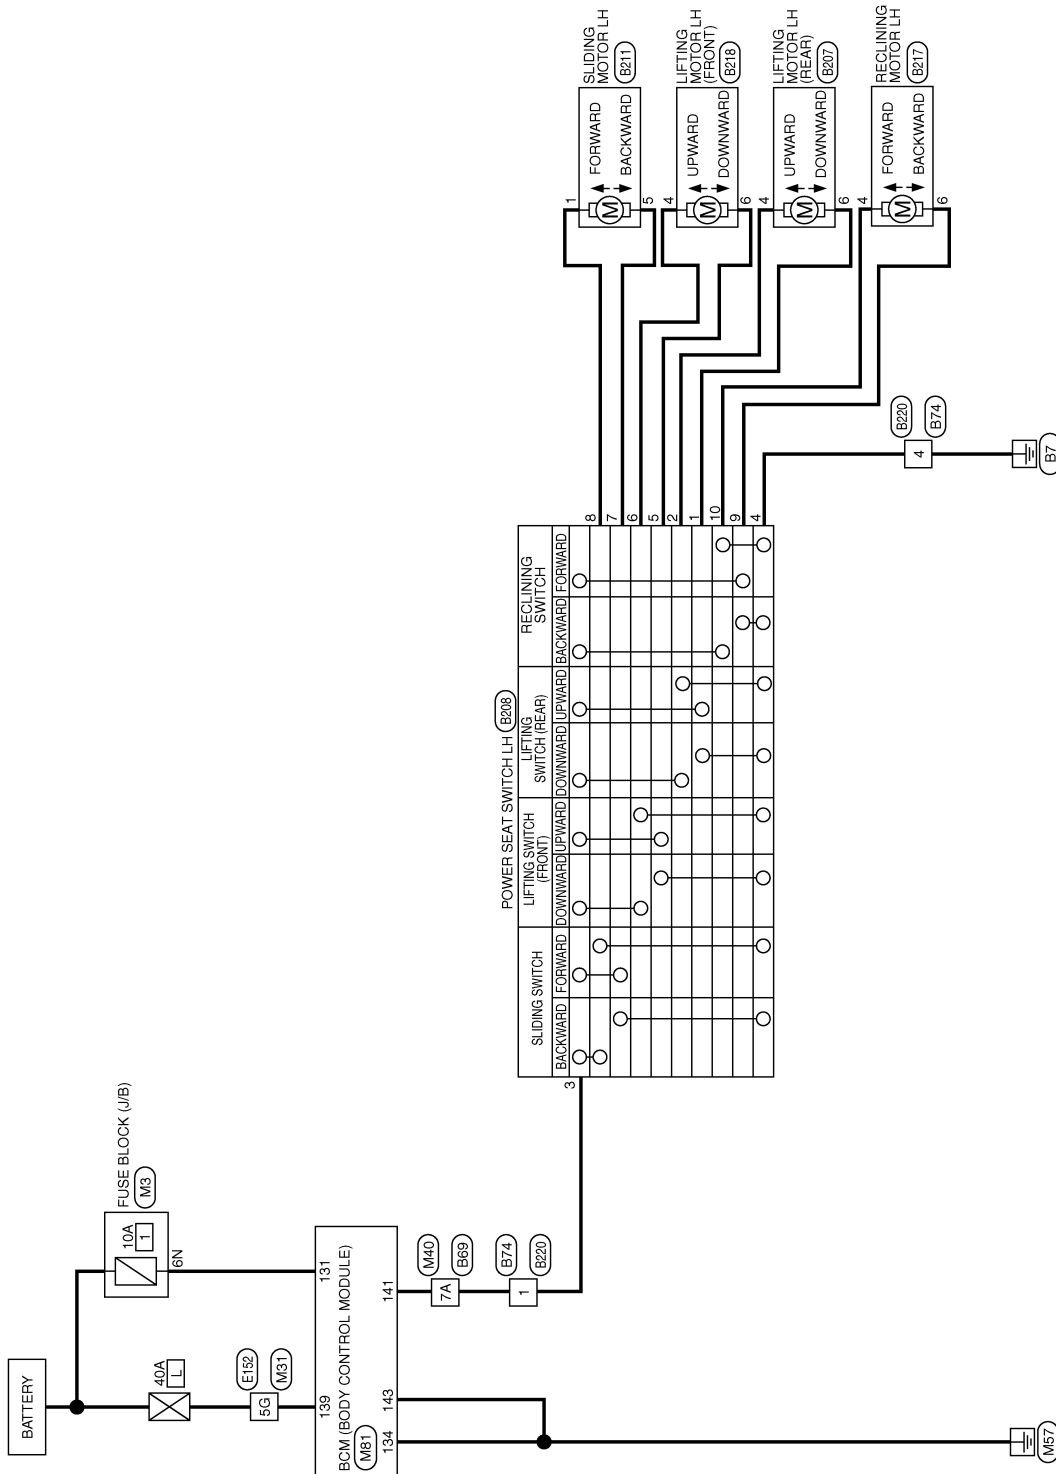 BATTERY
40A
L
E152
5G
M31
FUSE BLOCK (J/B)
M3
10A
1
6N
139
131
BCM (BODY CONTROL MODULE)
M81
134
143
141
M40
7A
B69
B74
1
B220
M57
3
POWER SEAT SWITCH LH
B208
SLIDING SWITCH
LIFTING SWITCH
(FRONT)
LIFTING
SWITCH (REAR)
RECLINING
SWITCH
BACKWARD
FORWARD
DOWNWARD
UPWARD
DOWNWARD
UPWARD
BACKWARD
FORWARD
8
7
6
5
2
1
10
9
4
B220
4
B74
B7
SLIDING
MOTOR LH
B211
1
5
M
FORWARD
BACKWARD
LIFTING
MOTOR LH
(FRONT)
B218
4
6
M
UPWARD
DOWNWARD
LIFTING
MOTOR LH
(REAR)
B207
4
6
M
UPWARD
DOWNWARD
RECLINING
MOTOR LH
B217
4
6
M
FORWARD
BACKWARD